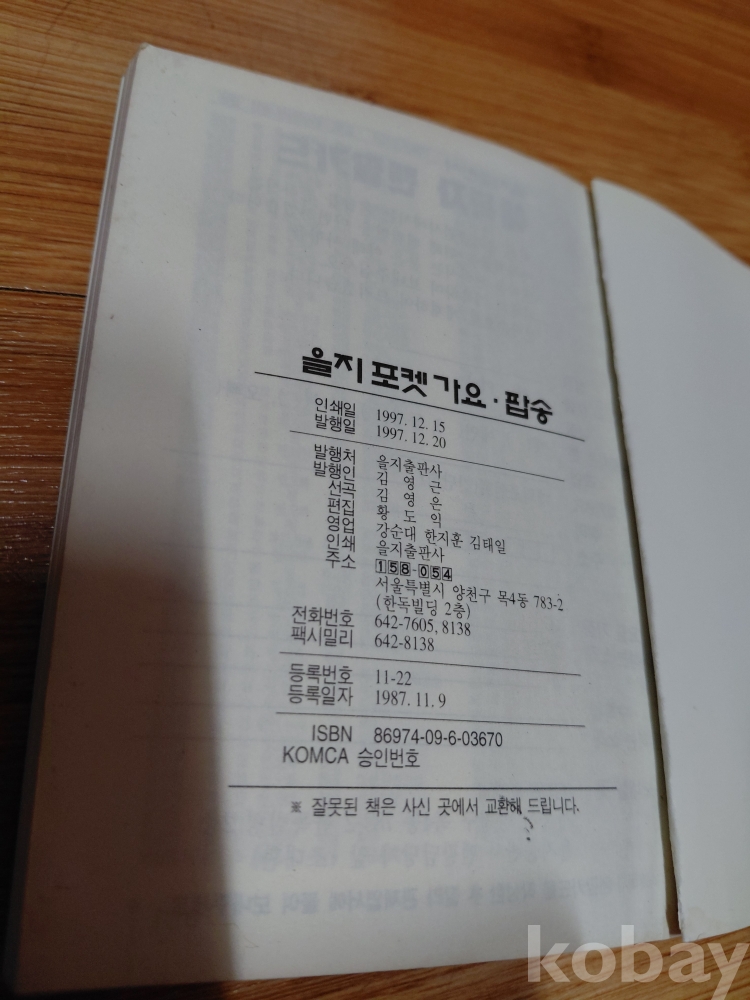 을지 포켓 가요 · 팝송
인쇄일 1997. 12. 15
발행일 1997. 12. 20
발행처 을지출판사
발행인 김 영 근
선곡 김 영 은
편집 황 도 익
영업 강순대 한지훈 김태일
인쇄 을지출판사
주소 158-054
서울특별시 양천구 목4동 783-2
(한독빌딩 2층)
전화번호 642-7605, 8138
팩시밀리 642-8138
등록번호 11-22
등록일자 1987. 11. 9
ISBN 86974-09-6-03670
KOMCA 승인번호
※ 잘못된 책은 사신 곳에서 교환해 드립니다.
kobay